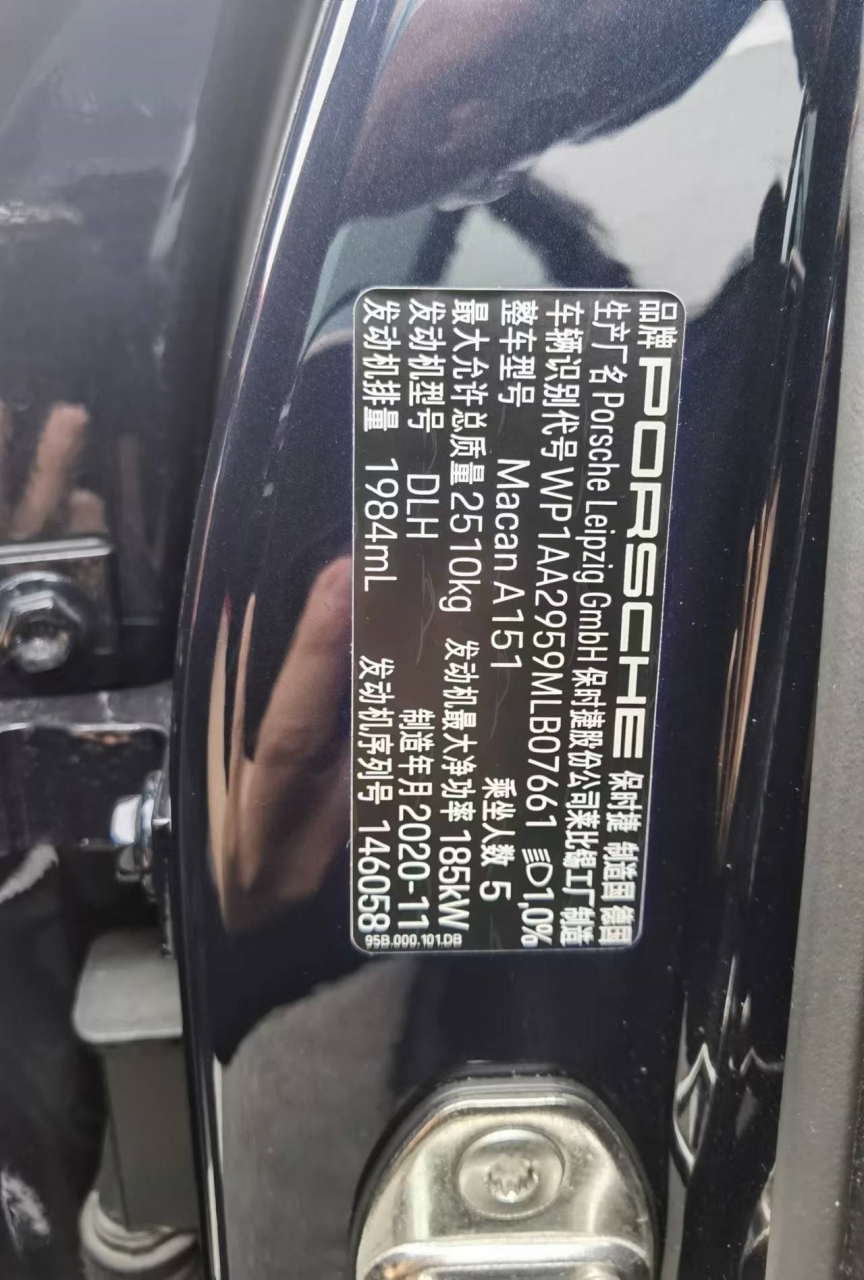 品牌 PORSCHE 保时捷 制造国 德国
生产厂名 Porsche Leipzig GmbH 保时捷股份公司莱比锡工厂制造
车辆识别代号 WP1AA2959MLB07661 1,0%
整车型号 Macan A151 乘坐人数 5
最大允许总质量 2510kg 发动机最大净功率 185kW
发动机型号 DLH 制造年月 2020-11
发动机排量 1984mL 发动机序列号 146058
95B.000.101.DB